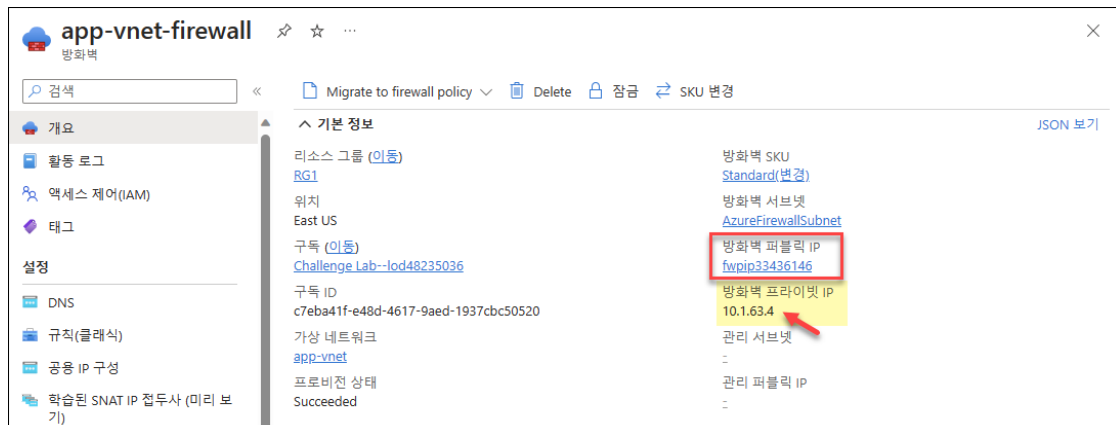 app-vnet-firewall
방화벽
검색
개요
활동 로그
액세스 제어(IAM)
태그
설정
DNS
규칙(클래식)
공용 IP 구성
학습된 SNAT IP 접두사 (미리 보
기)
Migrate to firewall policy
Delete
잠금
SKU 변경
기본 정보
JSON 보기
리소스 그룹 (이동)
RG1
위치
East US
구독 (이동)
Challenge Lab--lod48235036
구독 ID
c7eba41f-e48d-4617-9aed-1937cbc50520
가상 네트워크
app-vnet
프로비전 상태
Succeeded
방화벽 SKU
Standard(변경)
방화벽 서브넷
AzureFirewallSubnet
방화벽 퍼블릭 IP
fwpip33436146
방화벽 프라이빗 IP
10.1.63.4
관리 서브넷
-
관리 퍼블릭 IP
-